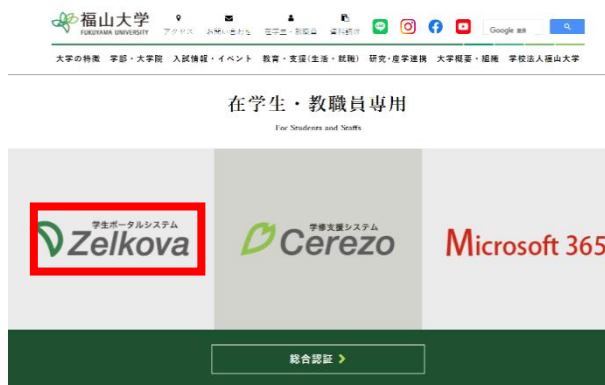 福山大学
FUKUYAMA UNIVERSITY
アクセス お問い合わせ 在学生・教職員 資料請求
Google
大学の特徴 学部・大学院 入試情報・イベント 教育・支援(生活・就職) 研究・産学連携 大学概要・組織 学校法人福山大学
在学生・教職員専用
For Students and Staffs
学生ポータルシステム
Zelkova
学修支援システム
Cerezo
Microsoft 365
総合認証